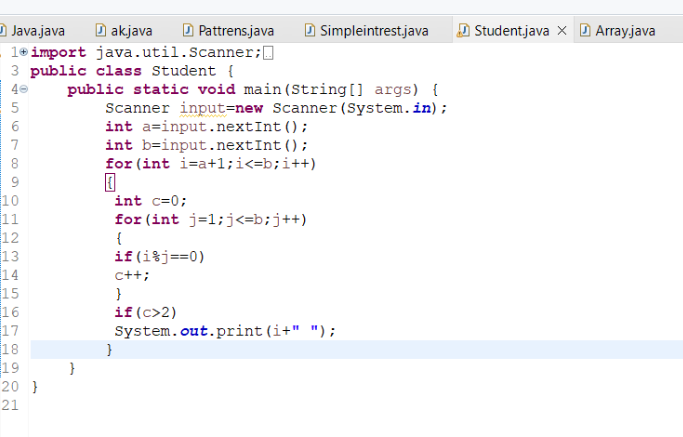 Java.java ak.java Pattrens.java Simpleintrest.java Student.java Array.java
1 import java.util.Scanner;
3 public class Student {
4 public static void main(String[] args) {
5 Scanner input=new Scanner(System.in);
6 int a=input.nextInt();
7 int b=input.nextInt();
8 for(int i=a+1;i<=b;i++)
9 {
10 int c=0;
11 for(int j=1;j<=b;j++)
12 {
13 if(i%j==0)
14 c++;
15 }
16 if(c>2)
17 System.out.print(i+" ");
18 }
19 }
20 }
21